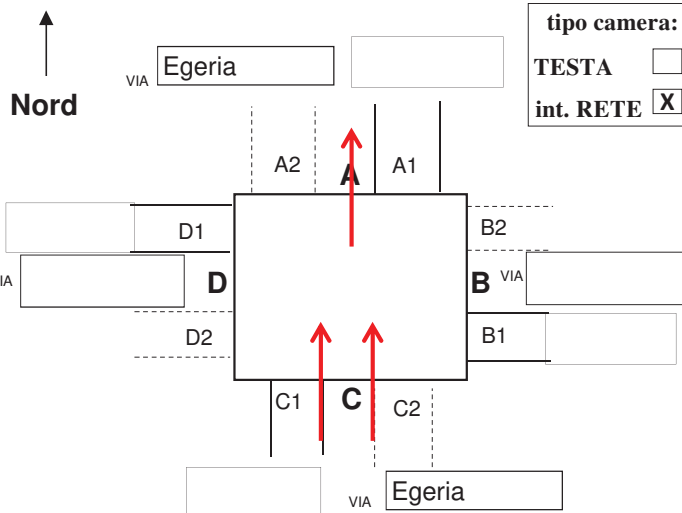 tipo camera:
VIA Egeria
TESTA
Nord
int. RETE X
A2 A A1
D1 B2
VIA D B VIA
D2 B1
C1 C C2
VIA Egeria